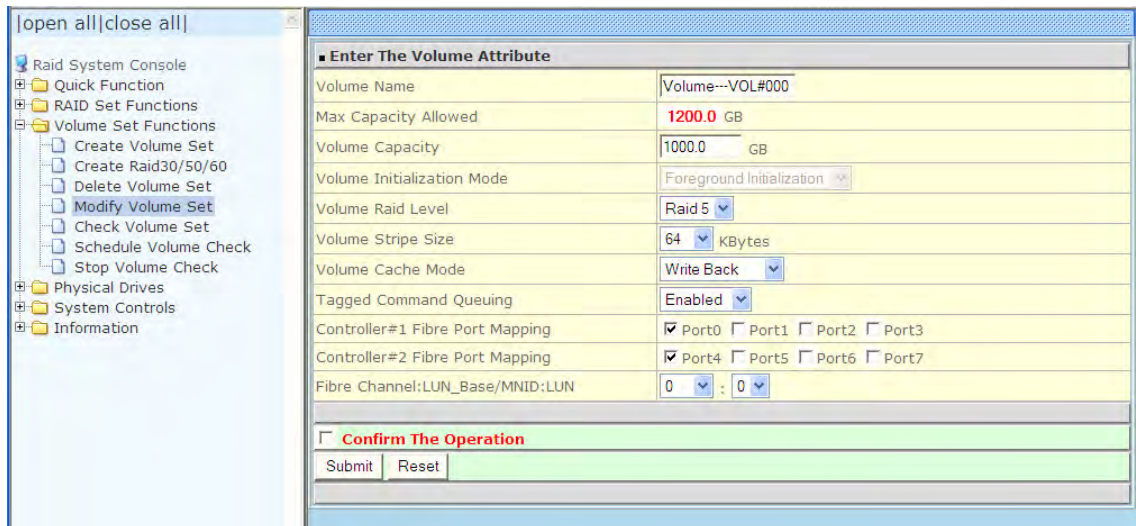 |open all|close all|
Raid System Console
Quick Function
RAID Set Functions
Volume Set Functions
Create Volume Set
Create Raid30/50/60
Delete Volume Set
Modify Volume Set
Check Volume Set
Schedule Volume Check
Stop Volume Check
Physical Drives
System Controls
Information
Enter The Volume Attribute
Volume Name Volume---VOL#000
Max Capacity Allowed 1200.0 GB
Volume Capacity 1000.0 GB
Volume Initialization Mode Foreground Initialization
Volume Raid Level Raid 5
Volume Stripe Size 64 KBytes
Volume Cache Mode Write Back
Tagged Command Queuing Enabled
Controller#1 Fibre Port Mapping Port0 Port1 Port2 Port3
Controller#2 Fibre Port Mapping Port4 Port5 Port6 Port7
Fibre Channel:LUN_Base/MNID:LUN 0 : 0
Confirm The Operation
Submit Reset